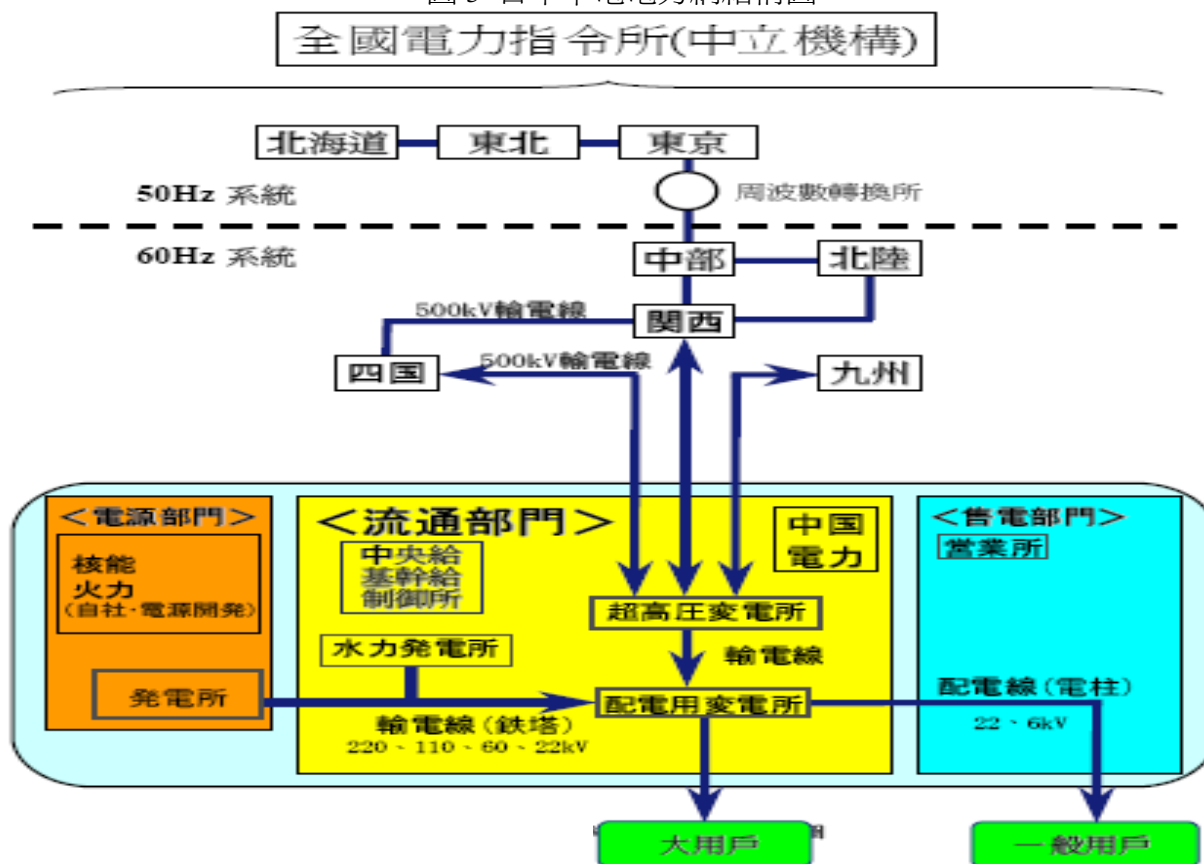 全國電力指令所(中立機構)
北海道
東北
東京
50Hz 系統
周波數轉換所
60Hz 系統
中部
北陸
500kV輸電線
関西
四国
500kV輸電線
九州
＜電源部門＞
核能
火力
(自社·電源開発)
発電所
＜流通部門＞
中央給
基幹給
制御所
中国
電力
超高圧変電所
水力発電所
輸電線
配電用変電所
輸電線(鉄塔)
220、110、60、22kV
＜售電部門＞
営業所
配電線(電柱)
22、6kV
大用戶
一般用戶